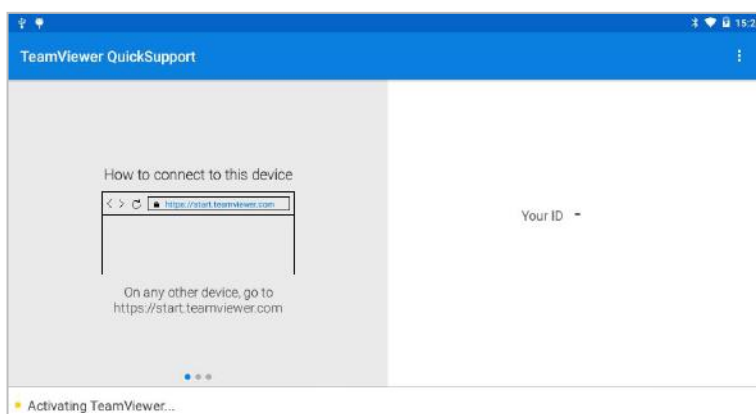 15:2
TeamViewer QuickSupport
How to connect to this device
https://start.teamviewer.com
On any other device, go to
https://start.teamviewer.com
Your ID -
Activating TeamViewer...